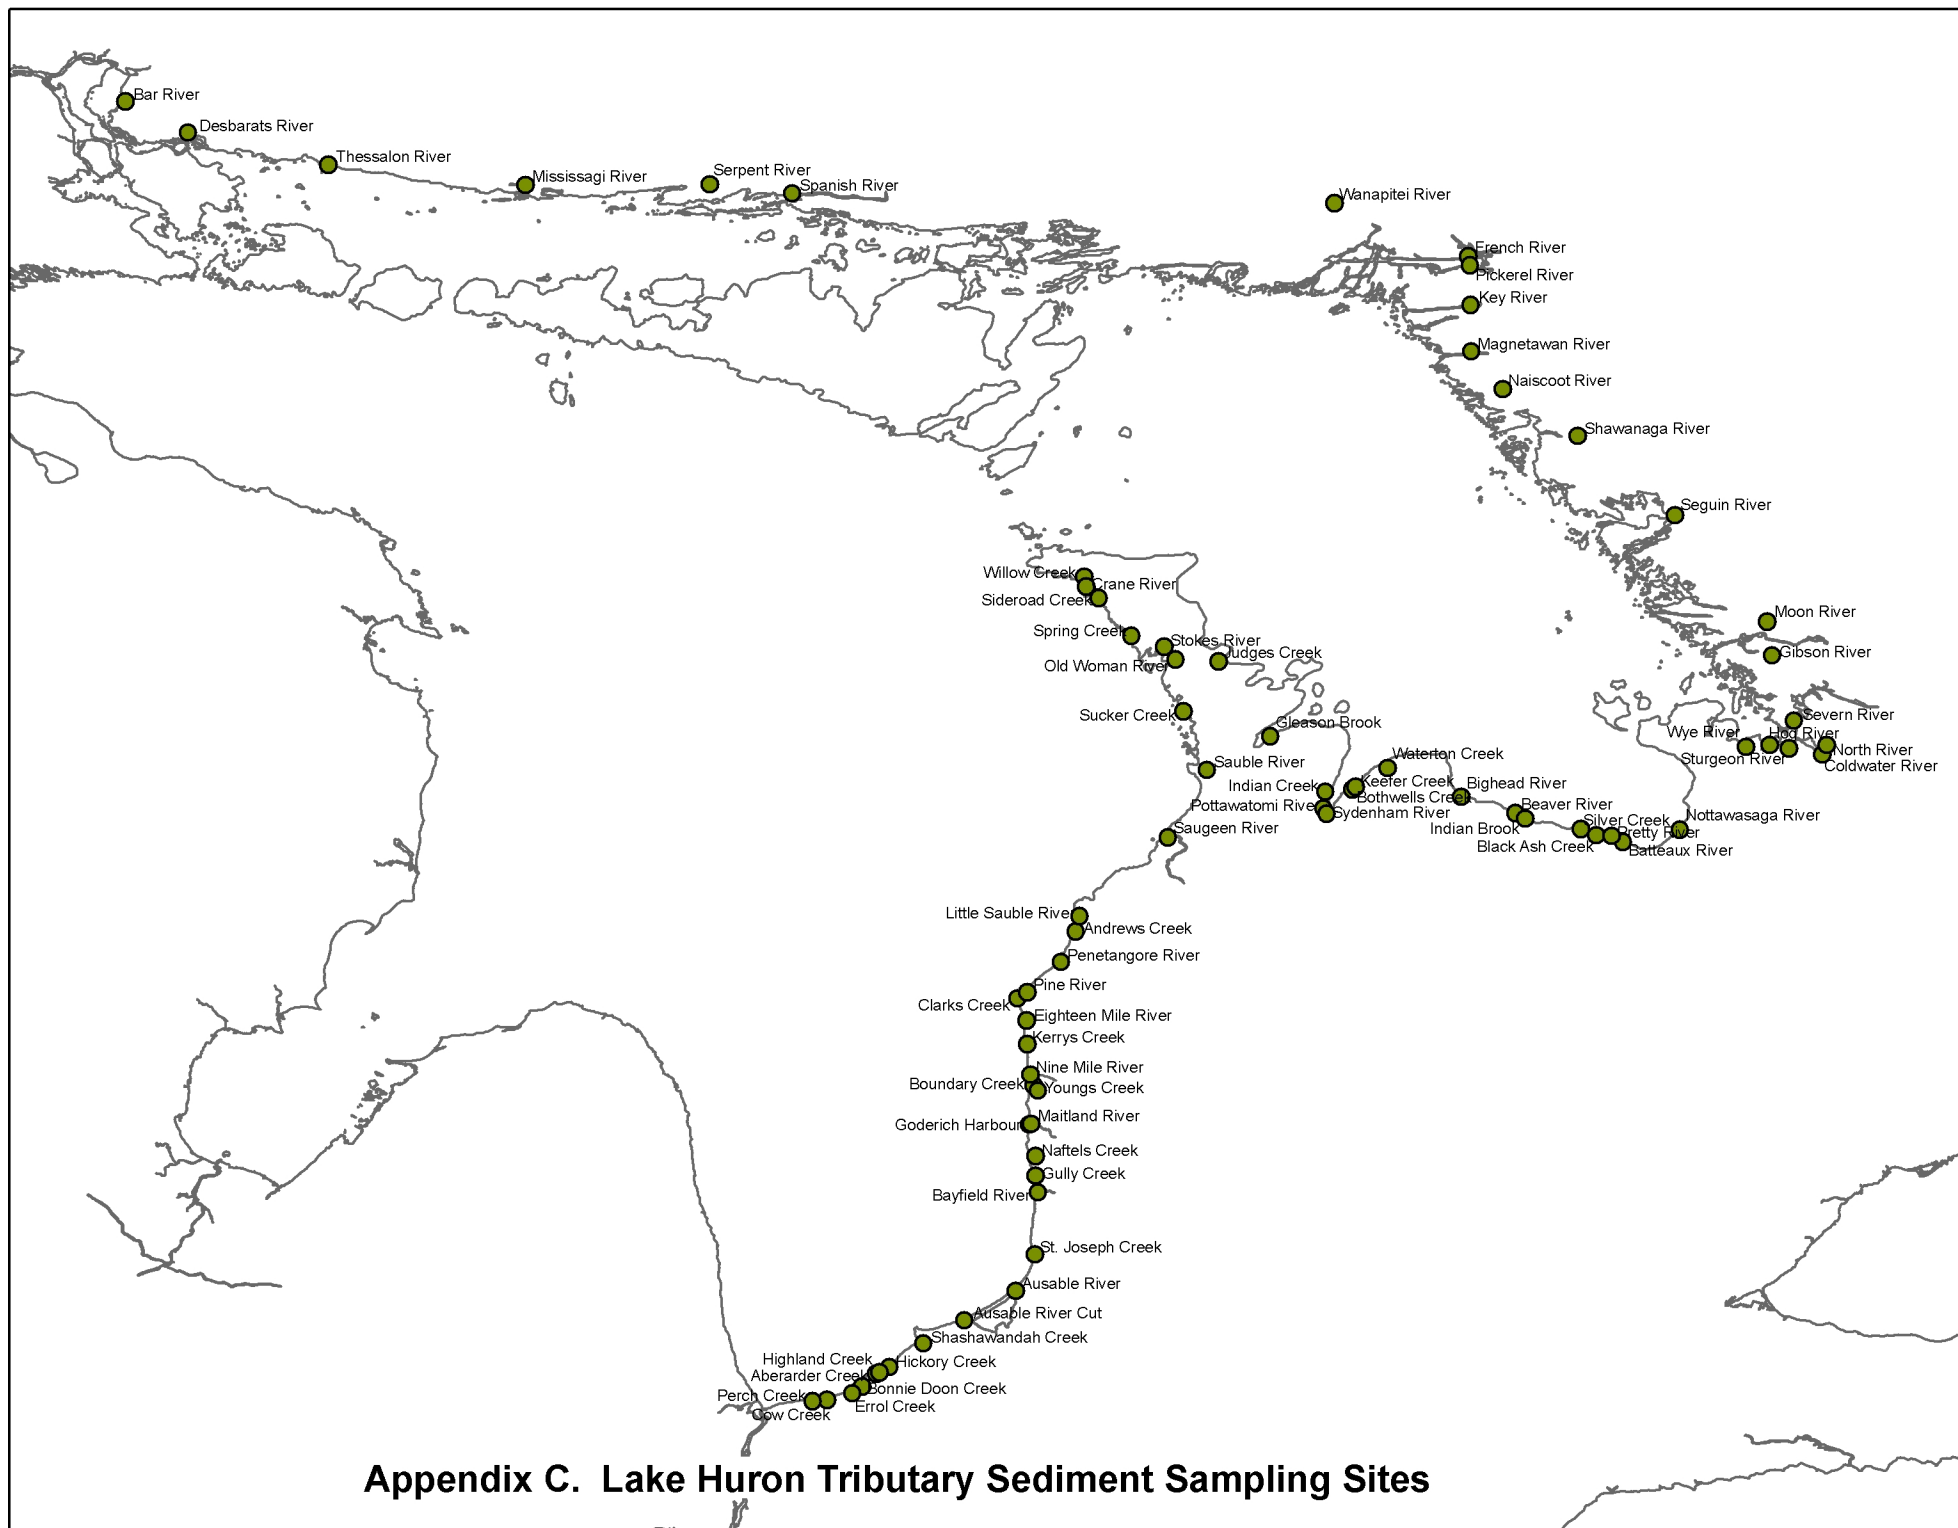 Bar River
Desbarats River
Thessalon River
Mississagi River
Serpent River
Spanish River
Wanapitei River
French River
Pickerel River
Key River
Magnetawan River
Naiscoot River
Shawanaga River
Seguin River
Willow Creek
Crane River
Sideroad Creek
Moon River
Spring Creek
Stokes River
Judges Creek
Gibson River
Old Woman River
Sucker Creek
Severn River
Gleason Brook
Wye River
Hog River
North River
Waterton Creek
Sturgeon River
Coldwater River
Sauble River
Indian Creek
Keefer Creek
Bighead River
Bothwells Creek
Pottawatomi River
Sydenham River
Beaver River
Nottawasaga River
Silver Creek
Indian Brook
Pretty River
Saugeen River
Black Ash Creek
Batteaux River
Little Sauble River
Andrews Creek
Penetangore River
Pine River
Clarks Creek
Eighteen Mile River
Kerrys Creek
Nine Mile River
Boundary Creek
Youngs Creek
Maitland River
Goderich Harbour
Naftels Creek
Gully Creek
Bayfield River
St. Joseph Creek
Ausable River
Ausable River Cut
Shashawandah Creek
Highland Creek
Hickory Creek
Aberarder Creek
Bonnie Doon Creek
Perch Creek
Errol Creek
Cow Creek
Appendix C.  Lake Huron Tributary Sediment Sampling Sites